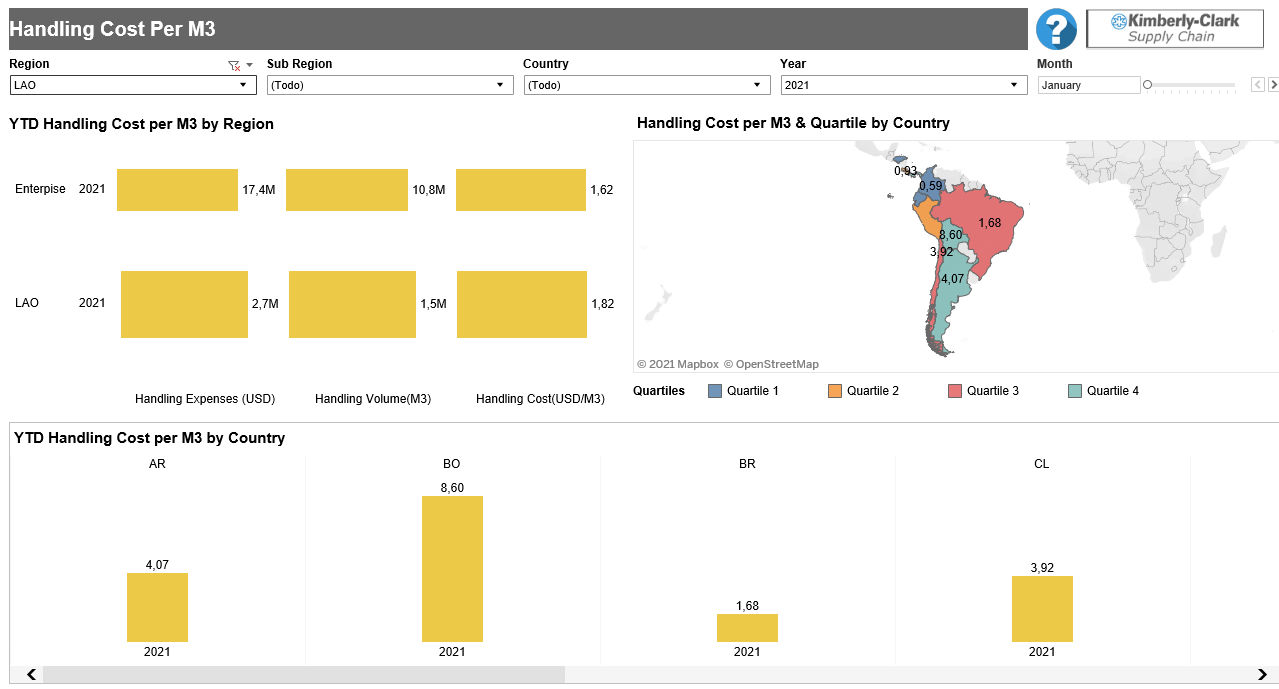 Handling Cost Per M3
?
Kimberly-Clark
Supply Chain
Region
Sub Region
Country
Year
Month
LAO
(Todo)
(Todo)
2021
January
YTD Handling Cost per M3 by Region
Enterpise 2021 17,4M 10,8M 1,62
LAO 2021 2,7M 1,5M 1,82
Handling Expenses (USD) Handling Volume(M3) Handling Cost(USD/M3)
Handling Cost per M3 & Quartile by Country
0,93
0,59
1,68
8,60
3,92
4,07
© 2021 Mapbox © OpenStreetMap
Quartiles Quartile 1 Quartile 2 Quartile 3 Quartile 4
YTD Handling Cost per M3 by Country
AR BO BR CL
4,07 8,60 1,68 3,92
2021 2021 2021 2021